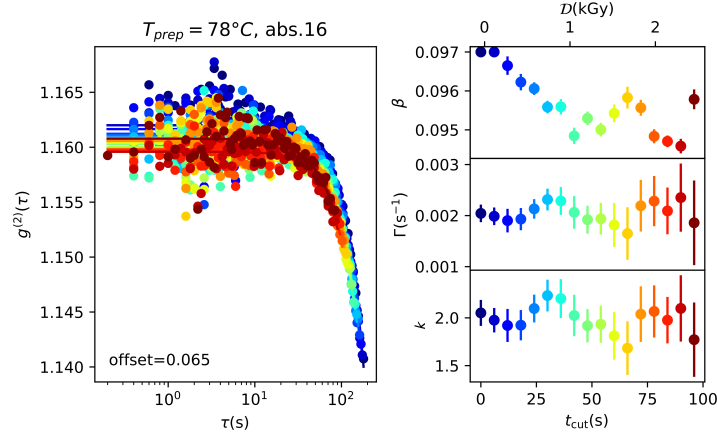 T_prep = 78°C, abs.16
g^(2)(τ)
1.165
1.160
1.155
1.150
1.145
1.140
offset=0.065
10^0 10^1 10^2
τ(s)
𝒟(kGy)
0 1 2
β
0.097
0.096
0.095
Γ(s^−1)
0.003
0.002
0.001
k
2.0
1.5
0 25 50 75 100
t_cut(s)